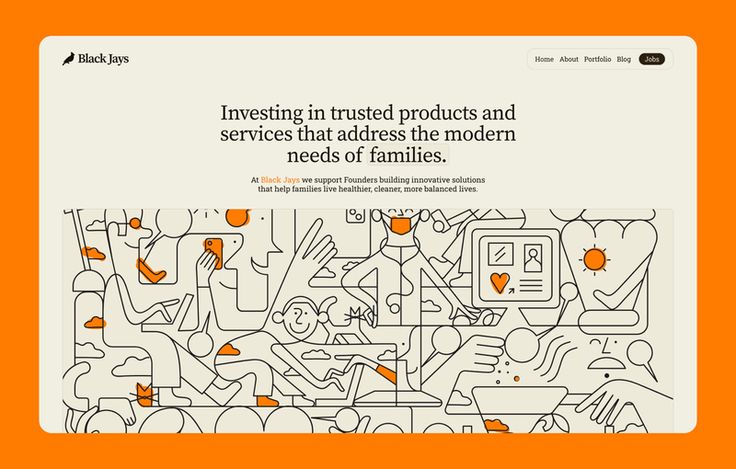 Black Jays
Home About Portfolio Blog Jobs
Investing in trusted products and
services that address the modern
needs of families.
At Black Jays we support Founders building innovative solutions
that help families live healthier, cleaner, more balanced lives.